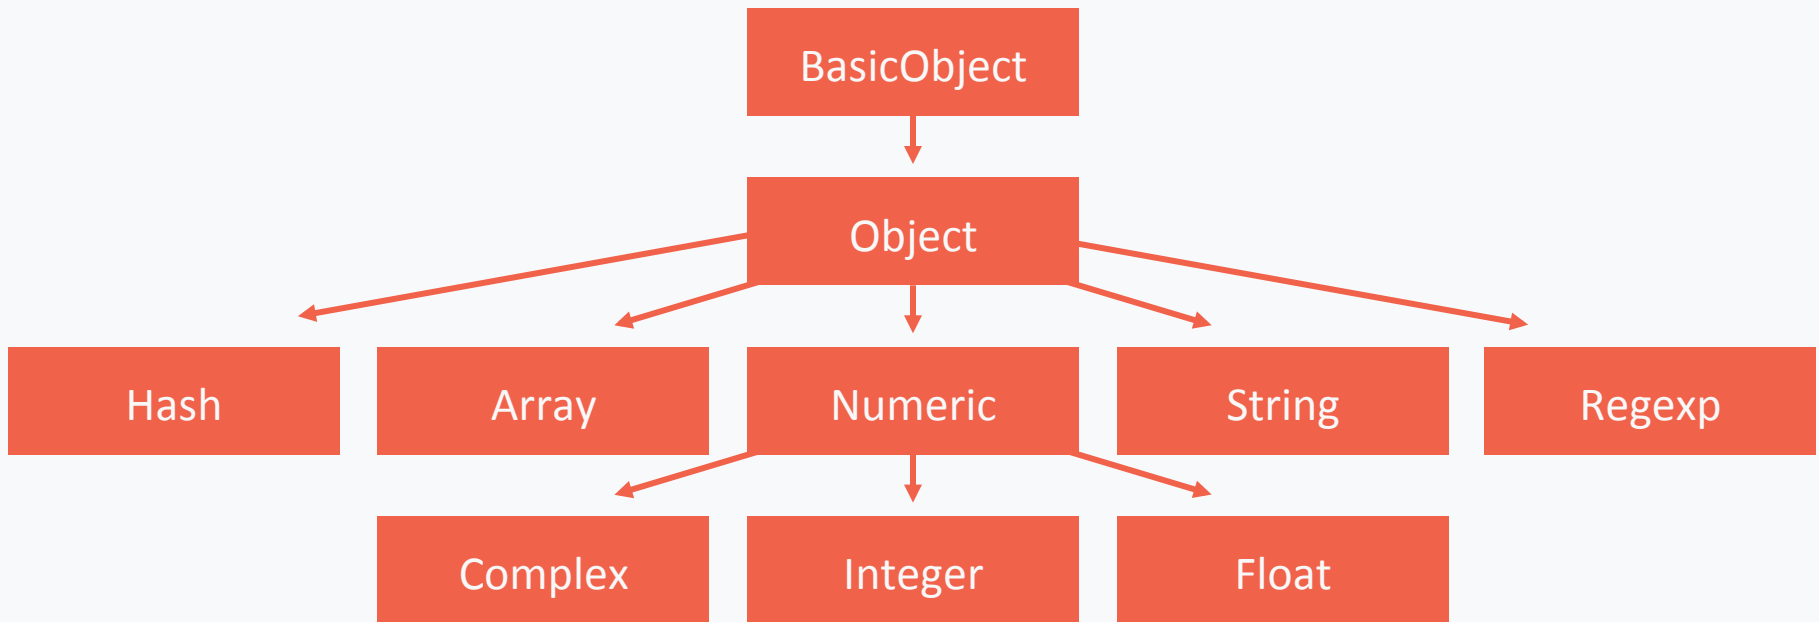 BasicObject
Object
Hash
Array
Numeric
String
Regexp
Complex
Integer
Float